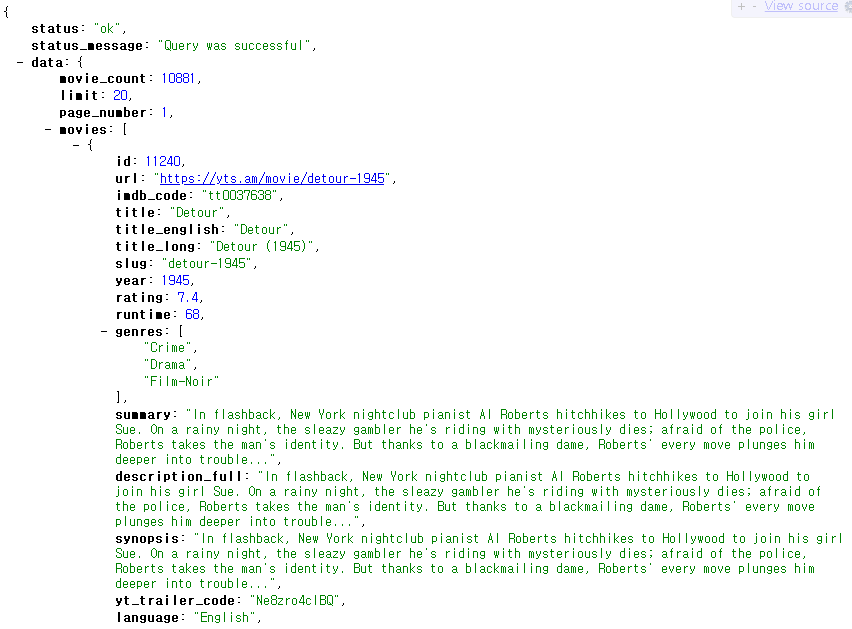 + - View source
{
status: "ok",
status_message: "Query was successful",
- data: {
movie_count: 10881,
limit: 20,
page_number: 1,
- movies: [
- {
id: 11240,
url: "https://yts.am/movie/detour-1945",
imdb_code: "tt0037638",
title: "Detour",
title_english: "Detour",
title_long: "Detour (1945)",
slug: "detour-1945",
year: 1945,
rating: 7.4,
runtime: 68,
- genres: [
"Crime",
"Drama",
"Film-Noir"
],
summary: "In flashback, New York nightclub pianist Al Roberts hitchhikes to Hollywood to join his girl
Sue. On a rainy night, the sleazy gambler he's riding with mysteriously dies; afraid of the police,
Roberts takes the man's identity. But thanks to a blackmailing dame, Roberts' every move plunges him
deeper into trouble...",
description_full: "In flashback, New York nightclub pianist Al Roberts hitchhikes to Hollywood to
join his girl Sue. On a rainy night, the sleazy gambler he's riding with mysteriously dies; afraid of
the police, Roberts takes the man's identity. But thanks to a blackmailing dame, Roberts' every move
plunges him deeper into trouble...",
synopsis: "In flashback, New York nightclub pianist Al Roberts hitchhikes to Hollywood to join his girl
Sue. On a rainy night, the sleazy gambler he's riding with mysteriously dies; afraid of the police,
Roberts takes the man's identity. But thanks to a blackmailing dame, Roberts' every move plunges him
deeper into trouble...",
yt_trailer_code: "Ne8zro4clBQ",
language: "English",